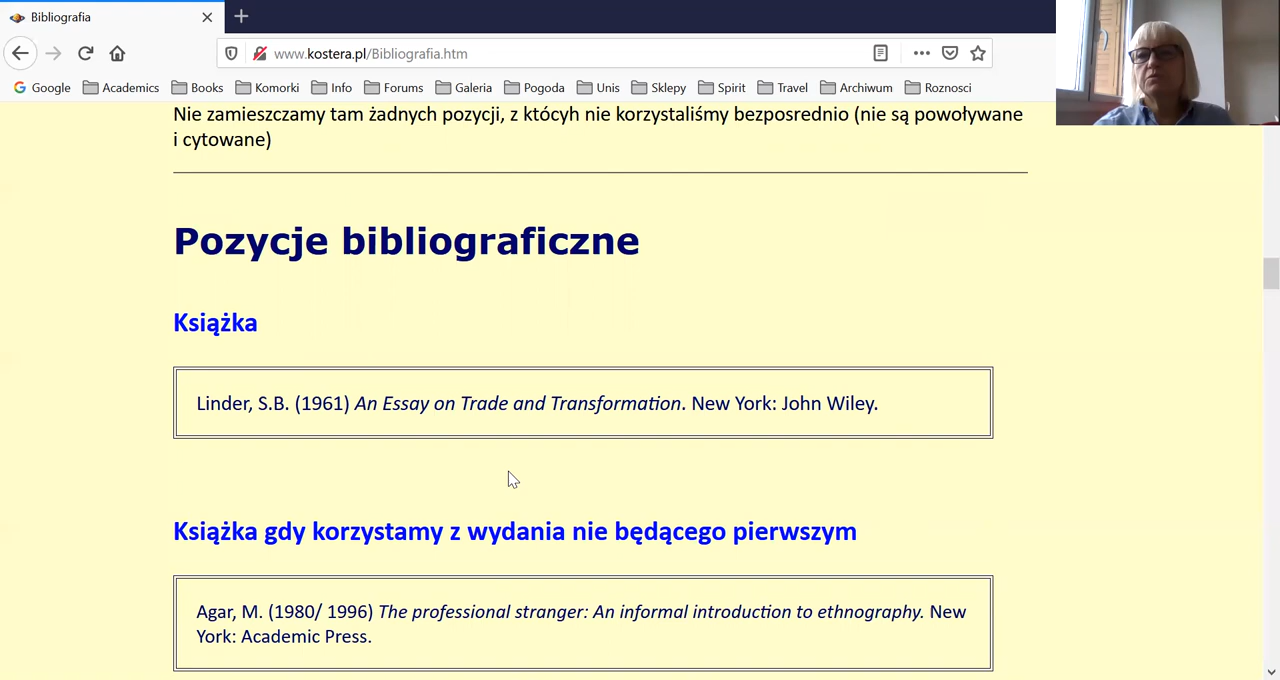 Bibliografia
www.kostera.pl/Bibliografia.htm
Google Academics Books Komorki Info Forums Galeria Pogoda Unis Sklepy Spirit Travel Archiwum Roznosci
Nie zamieszczamy tam żadnych pozycji, z któcyh nie korzystaliśmy bezposrednio (nie są powoływane
i cytowane)
Pozycje bibliograficzne
Książka
Linder, S.B. (1961) An Essay on Trade and Transformation. New York: John Wiley.
Książka gdy korzystamy z wydania nie będącego pierwszym
Agar, M. (1980/ 1996) The professional stranger: An informal introduction to ethnography. New
York: Academic Press.